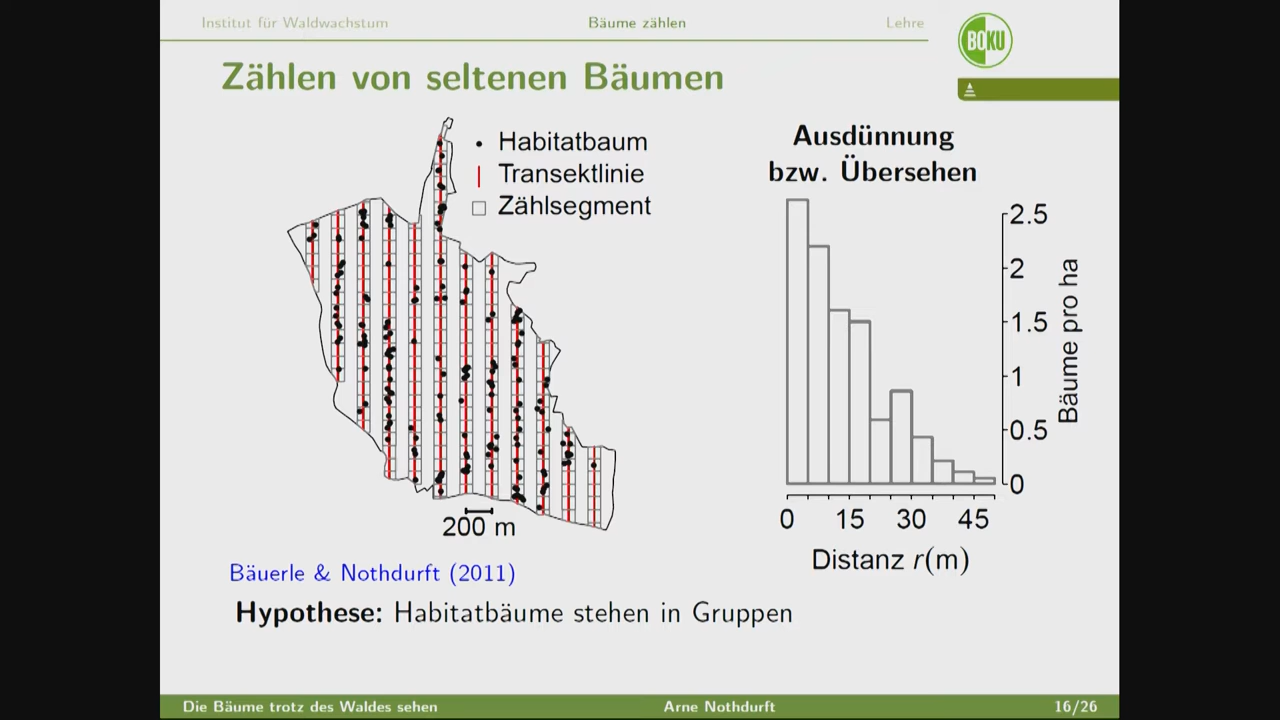 Institut für Waldwachstum
Bäume zählen
Lehre
BOKU
Zählen von seltenen Bäumen
Habitatbaum
Transektlinie
Zählsegment
200 m
Ausdünnung
bzw. Übersehen
2.5
2
1.5
1
0.5
0
Bäume pro ha
0 15 30 45
Distanz r(m)
Bäuerle & Nothdurft (2011)
Hypothese: Habitatbäume stehen in Gruppen
Die Bäume trotz des Waldes sehen
Arne Nothdurft
16/26